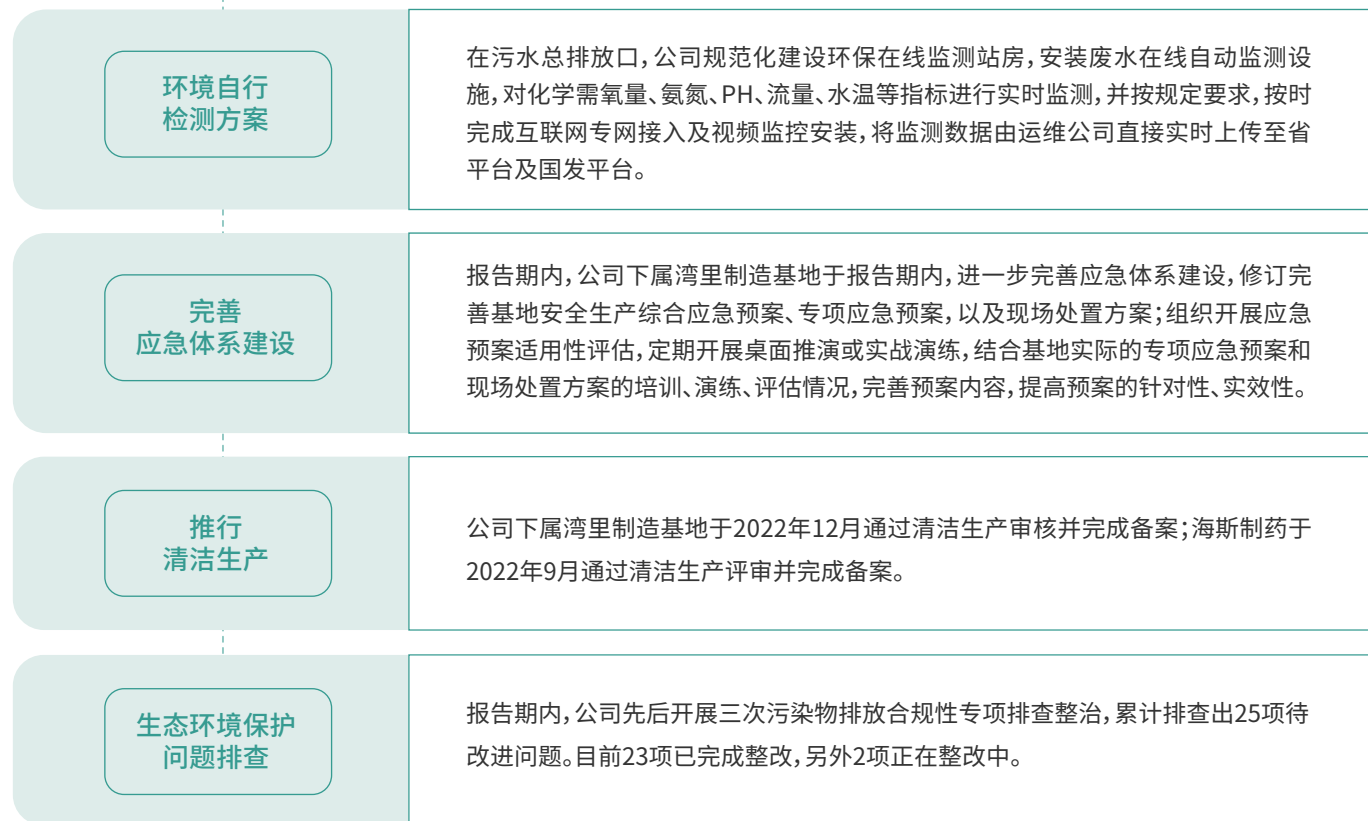 环境自行
检测方案
在污水总排放口，公司规范化建设环保在线监测站房，安装废水在线自动监测设
施，对化学需氧量、氨氮、PH、流量、水温等指标进行实时监测，并按规定要求，按时
完成互联网专网接入及视频监控安装，将监测数据由运维公司直接实时上传至省
平台及国发平台。
完善
应急体系建设
报告期内，公司下属湾里制造基地于报告期内，进一步完善应急体系建设，修订完
善基地安全生产综合应急预案、专项应急预案，以及现场处置方案；组织开展应急
预案适用性评估，定期开展桌面推演或实战演练，结合基地实际的专项应急预案和
现场处置方案的培训、演练、评估情况，完善预案内容，提高预案的针对性、实效性。
推行
清洁生产
公司下属湾里制造基地于2022年12月通过清洁生产审核并完成备案；海斯制药于
2022年9月通过清洁生产评审并完成备案。
生态环境保护
问题排查
报告期内，公司先后开展三次污染物排放合规性专项排查整治，累计排查出25项待
改进问题。目前23项已完成整改，另外2项正在整改中。